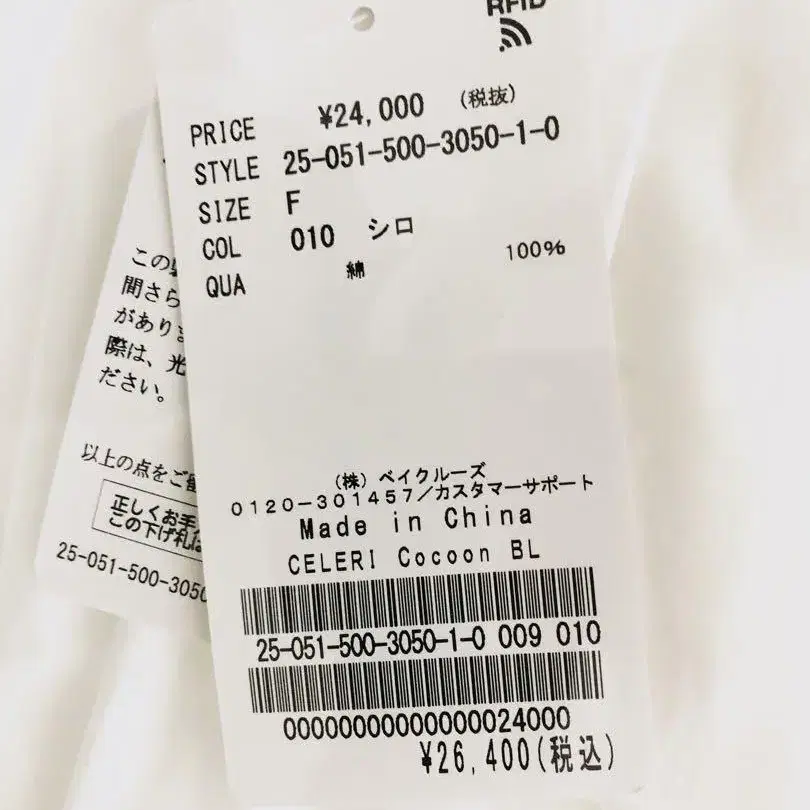 RFID
PRICE ¥24,000 (税抜)
STYLE 25-051-500-3050-1-0
SIZE F
COL 010 シロ
QUA 綿 100%
(株) ベイクルーズ
0120-301457/カスタマーサポート
Made in China
CELERI Cocoon BL
25-051-500-3050-1-0 009 010
00000000000000024000
¥26,400(税込)
この
間さら
がありま
際は、光
ださい。
以上の点をご留
正しくお手
この下げ札は
25-051-500-3050